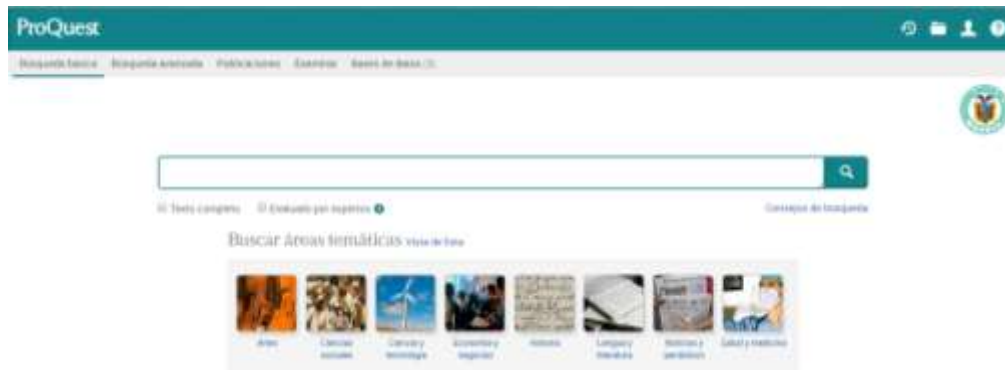 ProQuest
Búsqueda básica Búsqueda avanzada Publicaciones Examinar Bases de datos
Texto completo Evaluado por expertos
Consejos de búsqueda
Buscar áreas temáticas Vista de lista
Artes
Ciencias sociales
Ciencia y tecnología
Economía y negocios
Historia
Lengua y literatura
Noticias y periódicos
Salud y medicina